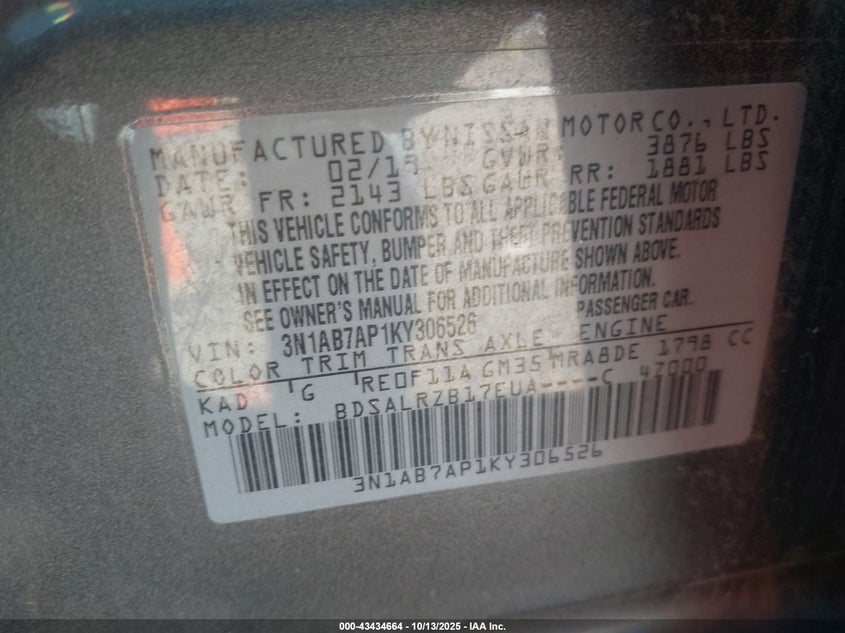 MANUFACTURED BY NISSAN MOTOR CO., LTD.
DATE: 02/19 GVWR: 3876 LBS
GAWR FR: 2143 LBS GAWR RR: 1881 LBS
THIS VEHICLE CONFORMS TO ALL APPLICABLE FEDERAL MOTOR
VEHICLE SAFETY, BUMPER AND THEFT PREVENTION STANDARDS
IN EFFECT ON THE DATE OF MANUFACTURE SHOWN ABOVE.
SEE OWNER'S MANUAL FOR ADDITIONAL INFORMATION.
VIN: 3N1AB7AP1KY306526 PASSENGER CAR.
COLOR TRIM TRANS AXLE ENGINE
KAD G RE0F11A GM35 MRA8DE 1798 CC
MODEL: BDSALRZB17EUA----C 42000
3N1AB7AP1KY306526
000-43434664 - 10/13/2025 - IAA Inc.